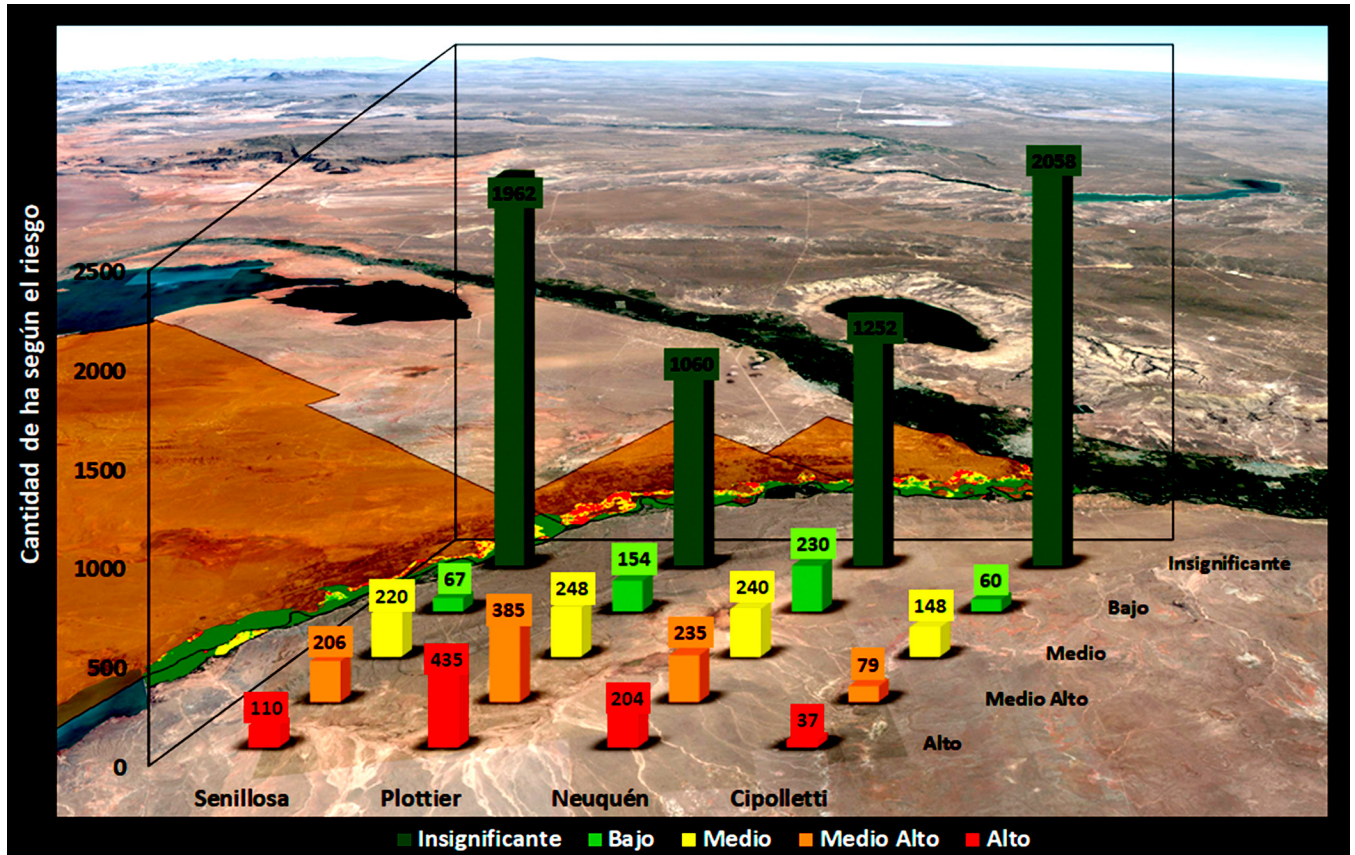 Cantidad de ha según el riesgo
2500
2000
1500
1000
500
0
1962
1060
1252
2058
67
154
230
60
220
248
240
148
206
385
235
79
110
435
204
37
Insignificante
Bajo
Medio
Medio Alto
Alto
Senillosa
Plottier
Neuquén
Cipolletti
Insignificante Bajo Medio Medio Alto Alto